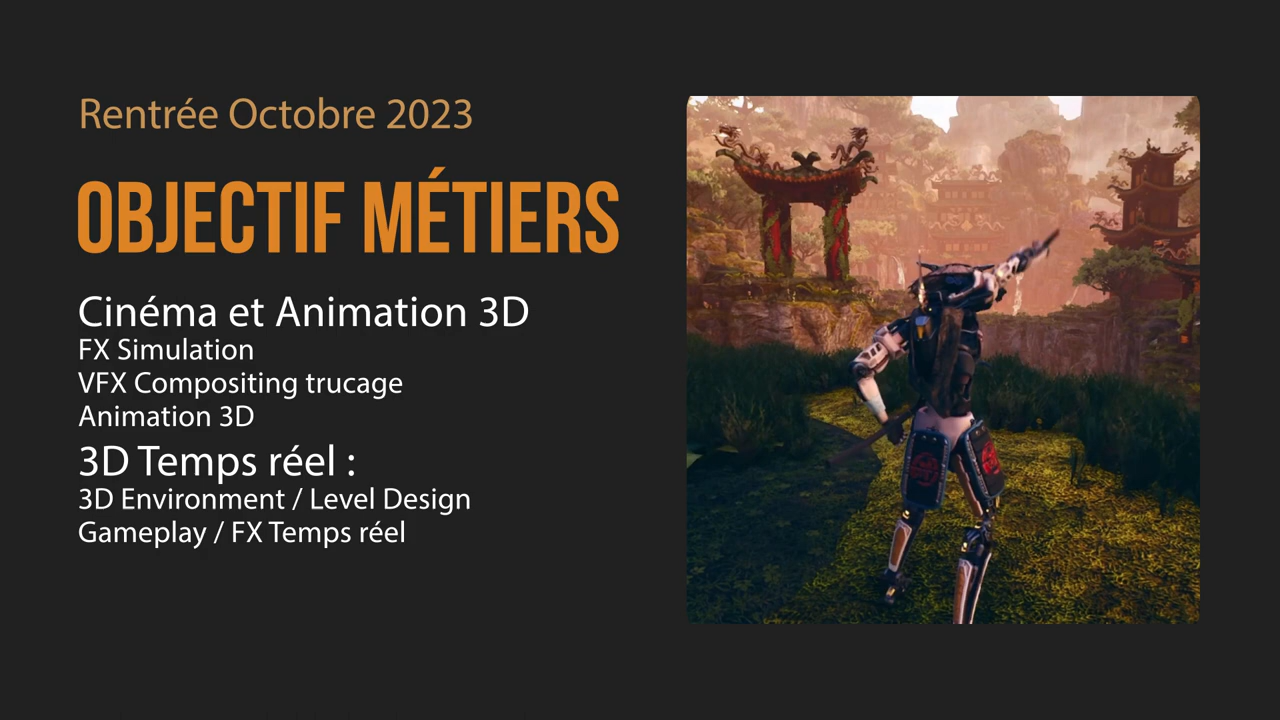 Rentrée Octobre 2023
OBJECTIF MÉTIERS
Cinéma et Animation 3D
FX Simulation
VFX Compositing trucage
Animation 3D
3D Temps réel :
3D Environment / Level Design
Gameplay / FX Temps réel